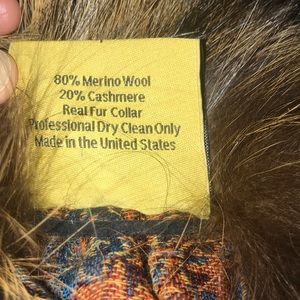 80% Merino Wool
20% Cashmere
Real Fur Collar
Professional Dry Clean Only
Made in the United States